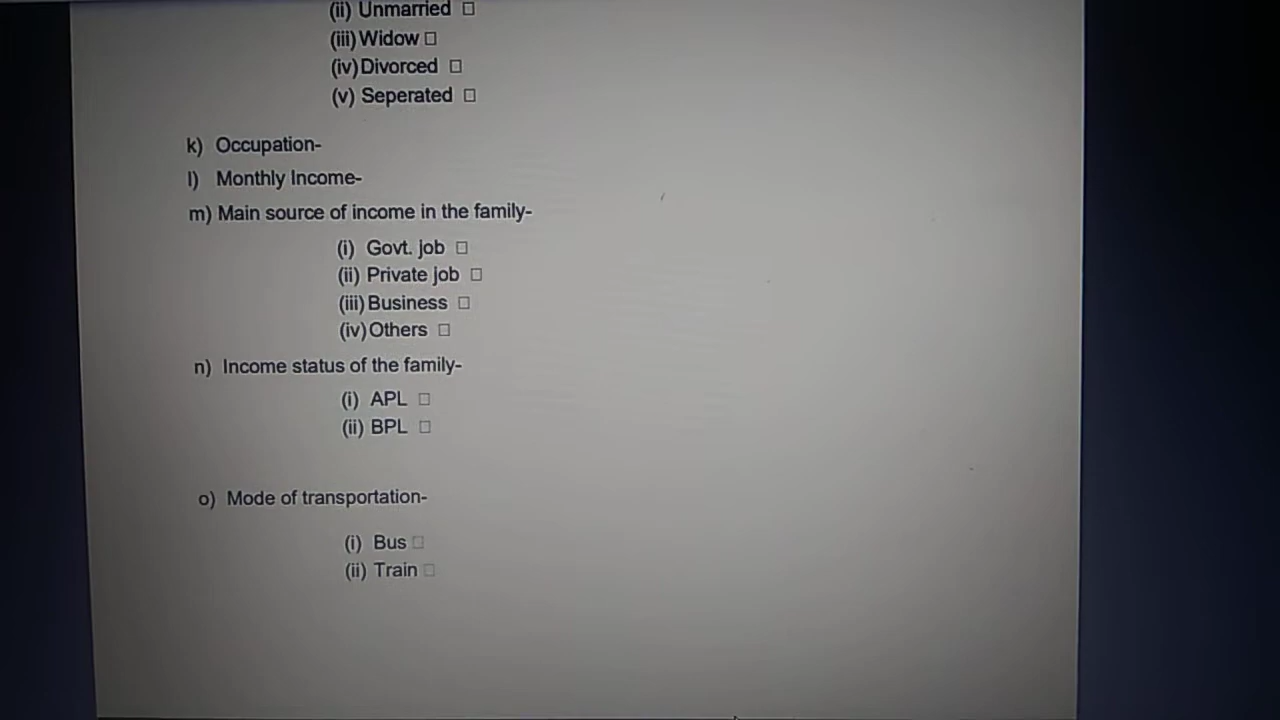 (ii) Unmarried □
(iii) Widow □
(iv) Divorced □
(v) Seperated □
k) Occupation-
l) Monthly Income-
m) Main source of income in the family-
(i) Govt. job □
(ii) Private job □
(iii) Business □
(iv) Others □
n) Income status of the family-
(i) APL □
(ii) BPL □
o) Mode of transportation-
(i) Bus □
(ii) Train □